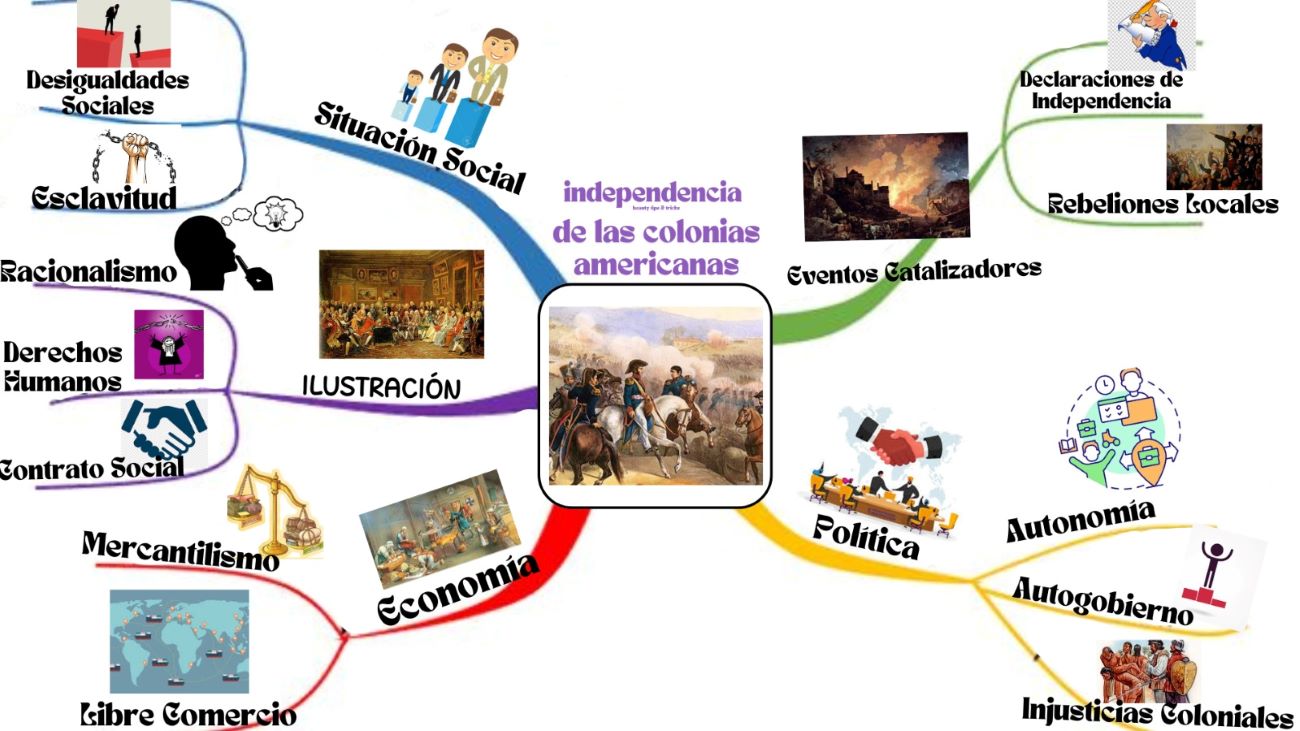 independencia
beauty tips & tricks
de las colonias
americanas
Situación Social
Desigualdades
Sociales
Esclavitud
ILUSTRACIÓN
Racionalismo
Derechos
Humanos
Contrato Social
Economía
Mercantilismo
Libre Comercio
Eventos Catalizadores
Declaraciones de
Independencia
Rebeliones Locales
Política
Autonomía
Autogobierno
Injusticias Coloniales